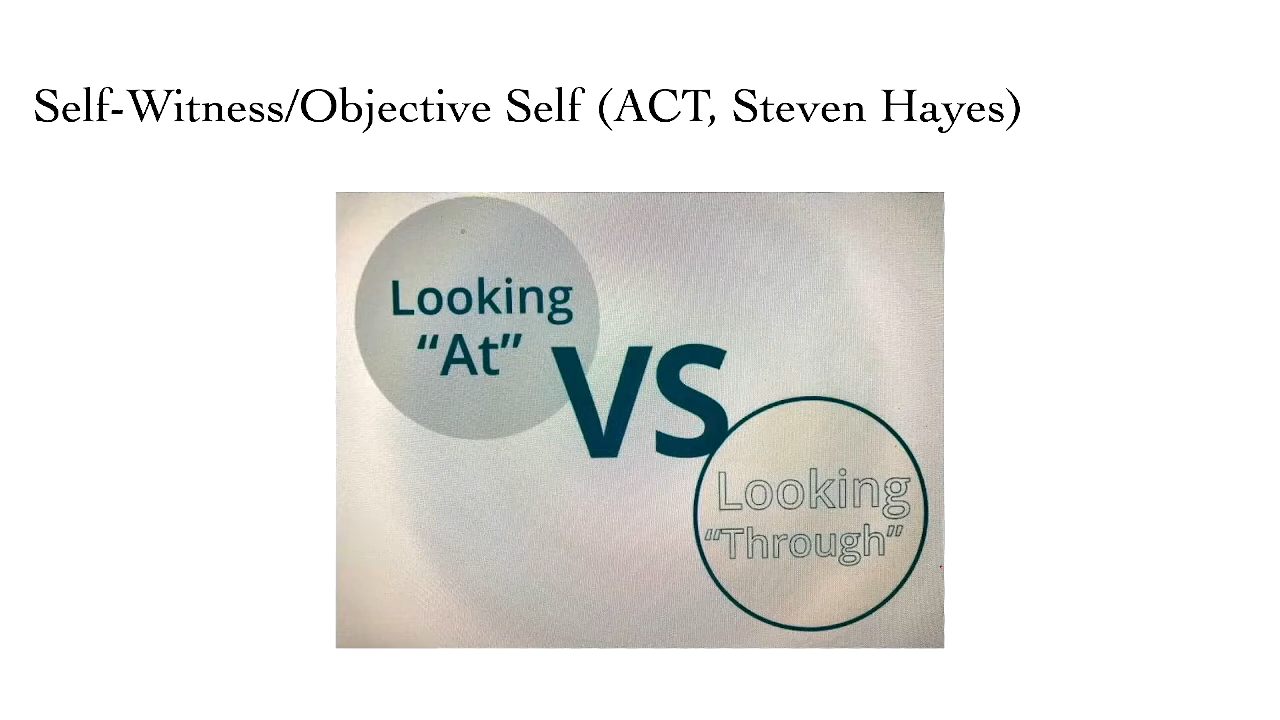 Self-Witness/Objective Self (ACT, Steven Hayes)
Looking
“At”
VS
Looking
“Through”